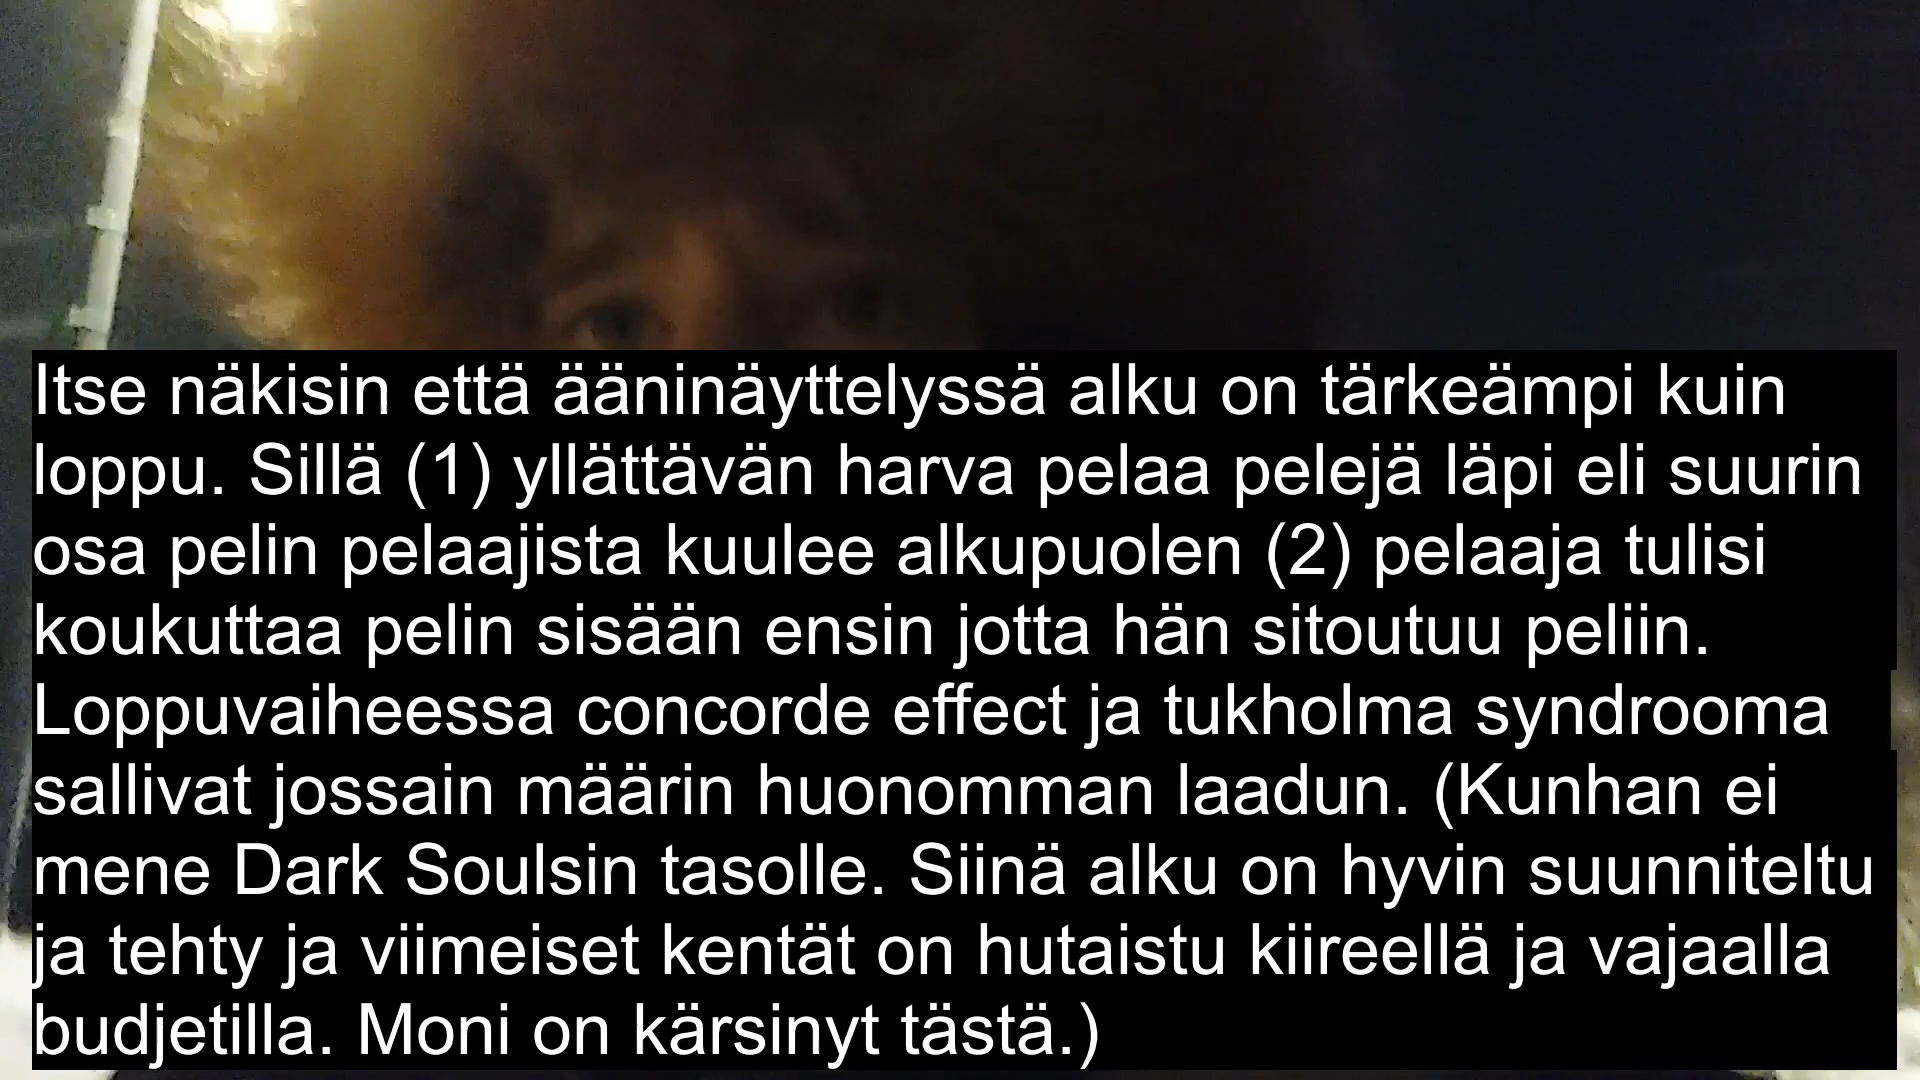 Itse näkisin että ääninäyttelyssä alku on tärkeämpi kuin
loppu. Sillä (1) yllättävän harva pelaa pelejä läpi eli suurin
osa pelin pelaajista kuulee alkupuolen (2) pelaaja tulisi
koukuttaa pelin sisään ensin jotta hän sitoutuu peliin.
Loppuvaiheessa concorde effect ja tukholma syndrooma
sallivat jossain määrin huonomman laadun. (Kunhan ei
mene Dark Soulsin tasolle. Siinä alku on hyvin suunniteltu
ja tehty ja viimeiset kentät on hutaistu kiireellä ja vajaalla
budjetilla. Moni on kärsinyt tästä.)